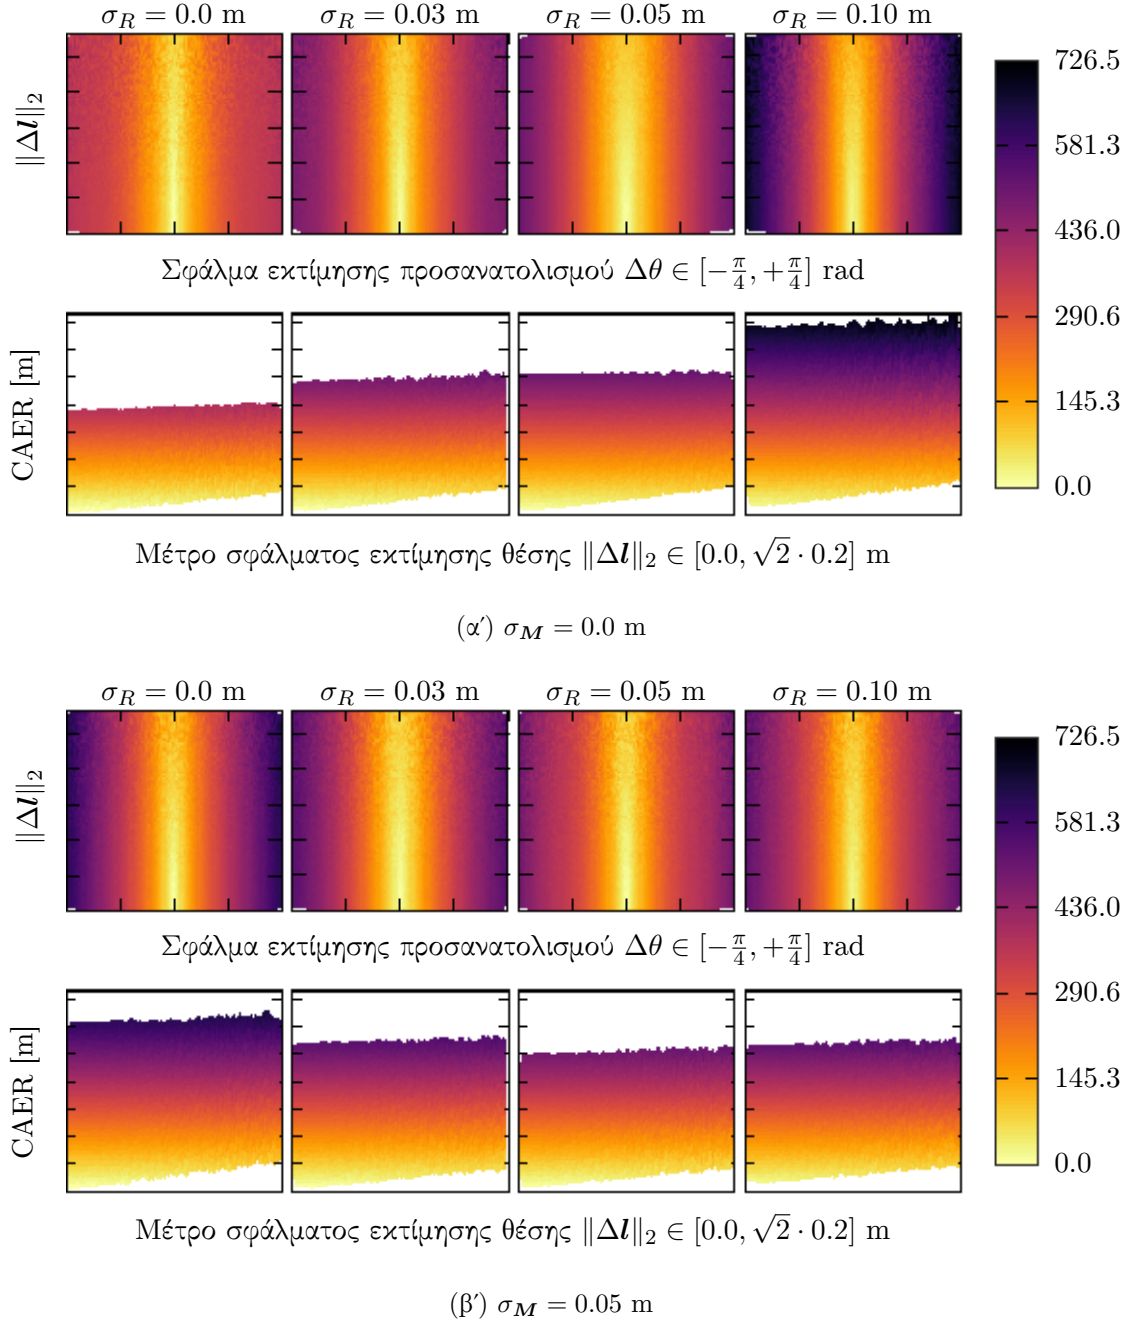 σ_R = 0.0 m σ_R = 0.03 m σ_R = 0.05 m σ_R = 0.10 m
‖Δl‖₂
Σφάλμα εκτίμησης προσανατολισμού Δθ ∈ [−π/4, +π/4] rad
CAER [m]
Μέτρο σφάλματος εκτίμησης θέσης ‖Δl‖₂ ∈ [0.0, √2 · 0.2] m
726.5
581.3
436.0
290.6
145.3
0.0
(α′) σ_M = 0.0 m
σ_R = 0.0 m σ_R = 0.03 m σ_R = 0.05 m σ_R = 0.10 m
‖Δl‖₂
Σφάλμα εκτίμησης προσανατολισμού Δθ ∈ [−π/4, +π/4] rad
CAER [m]
Μέτρο σφάλματος εκτίμησης θέσης ‖Δl‖₂ ∈ [0.0, √2 · 0.2] m
726.5
581.3
436.0
290.6
145.3
0.0
(β′) σ_M = 0.05 m